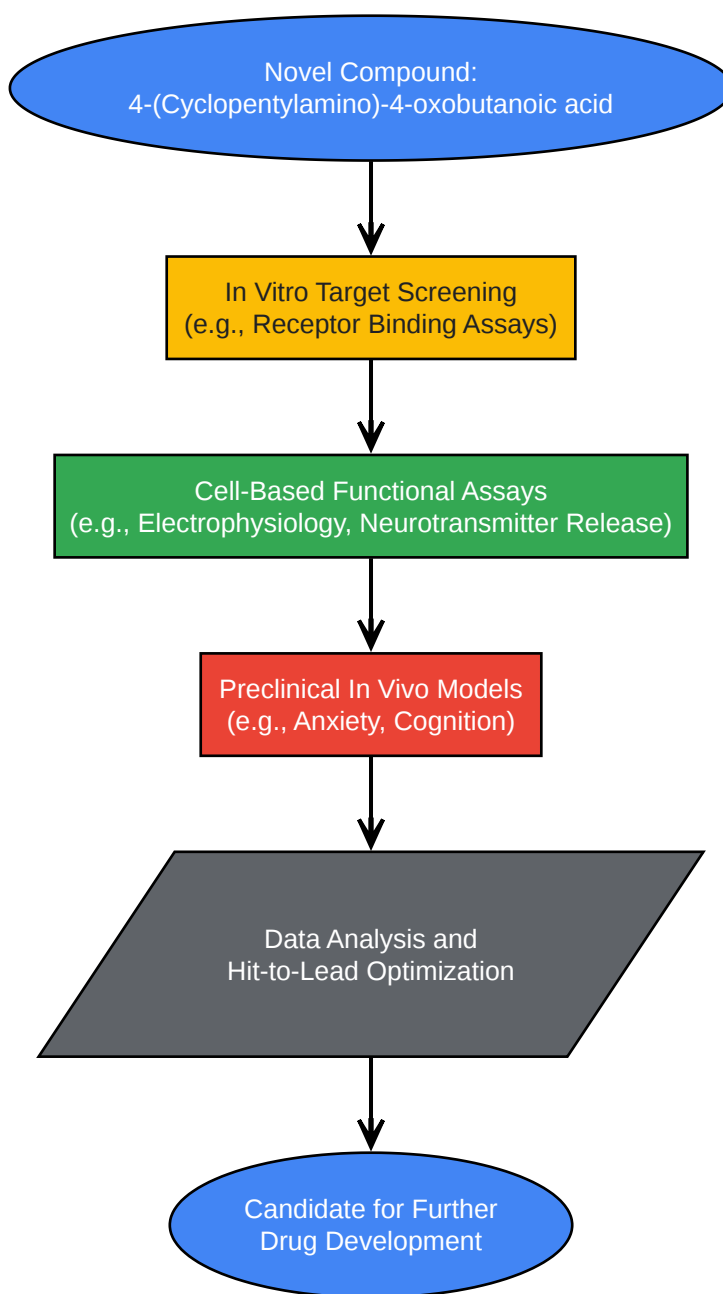 Novel Compound:
4-(Cyclopentylamino)-4-oxobutanoic acid
In Vitro Target Screening
(e.g., Receptor Binding Assays)
Cell-Based Functional Assays
(e.g., Electrophysiology, Neurotransmitter Release)
Preclinical In Vivo Models
(e.g., Anxiety, Cognition)
Data Analysis and
Hit-to-Lead Optimization
Candidate for Further
Drug Development